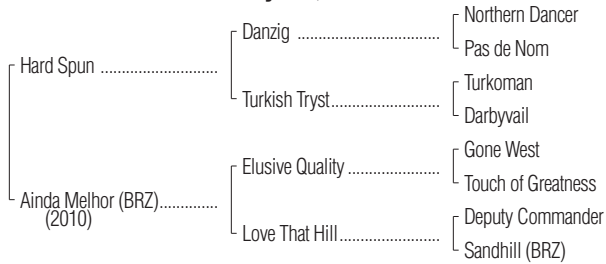 Northern Dancer
Danzig ..............................
Pas de Nom
Hard Spun .........................
Turkoman
Turkish Tryst.......................
Darbyvail
Gone West
Elusive Quality ...................
Touch of Greatness
Ainda Melhor (BRZ)............
(2010)
Deputy Commander
Love That Hill.....................
Sandhill (BRZ)